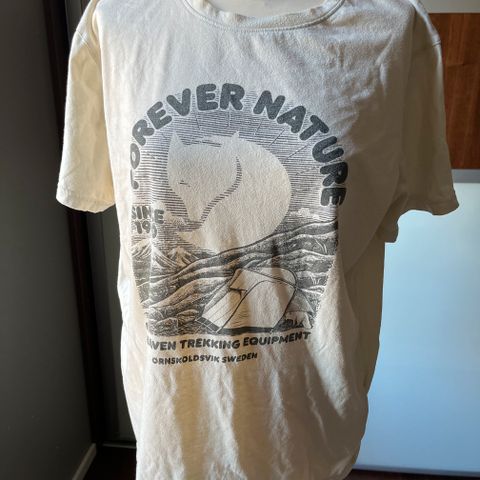 FOREVER NATURE
SINCE
TREKKING EQUIPMENT
ORNSKOLDSVIK SWEDEN